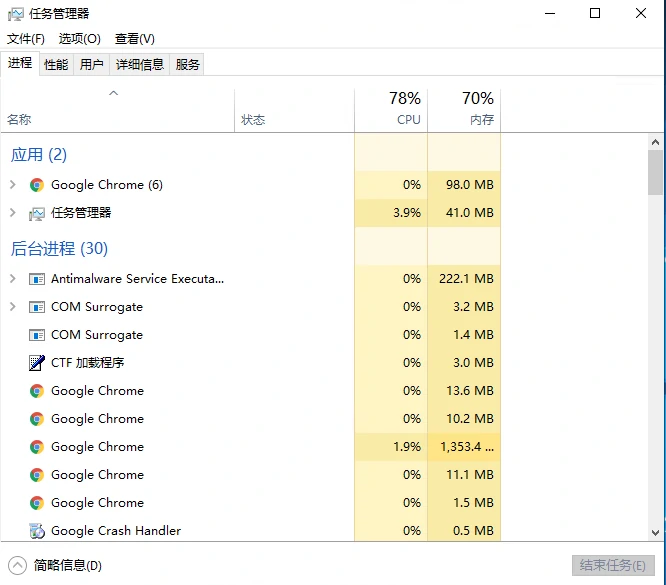 任务管理器
文件(F) 选项(O) 查看(V)
进程 性能 用户 详细信息 服务
78% 70%
名称 状态 CPU 内存
应用 (2)
Google Chrome (6) 0% 98.0 MB
任务管理器 3.9% 41.0 MB
后台进程 (30)
Antimalware Service Executa... 0% 222.1 MB
COM Surrogate 0% 3.2 MB
COM Surrogate 0% 1.4 MB
CTF 加载程序 0% 3.0 MB
Google Chrome 0% 13.6 MB
Google Chrome 0% 10.2 MB
Google Chrome 1.9% 1,353.4 ...
Google Chrome 0% 11.1 MB
Google Chrome 0% 1.5 MB
Google Crash Handler 0% 0.5 MB
简略信息(D) 结束任务(E)